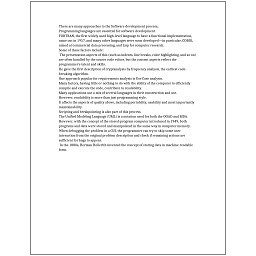 There are many approaches to the Software development process.
Programming languages are essential for software development.
FORTRAN, the first widely used high-level language to have a functional implementation,
came out in 1957, and many other languages were soon developed—in particular, COBOL
aimed at commercial data processing, and Lisp for computer research.
Some of these factors include:
The presentation aspects of this (such as indents, line breaks, color highlighting, and so on)
are often handled by the source code editor, but the content aspects reflect the
programmer's talent and skills.
He gave the first description of cryptanalysis by frequency analysis, the earliest code-
breaking algorithm.
One approach popular for requirements analysis is Use Case analysis.
Many factors, having little or nothing to do with the ability of the computer to efficiently
compile and execute the code, contribute to readability.
Many applications use a mix of several languages in their construction and use.
However, readability is more than just programming style.
It affects the aspects of quality above, including portability, usability and most importantly
maintainability.
Scripting and breakpointing is also part of this process.
The Unified Modeling Language (UML) is a notation used for both the OOAD and MDA.
However, with the concept of the stored-program computer introduced in 1949, both
programs and data were stored and manipulated in the same way in computer memory.
When debugging the problem in a GUI, the programmer can try to skip some user
interaction from the original problem description and check if remaining actions are
sufficient for bugs to appear.
In the 1880s, Herman Hollerith invented the concept of storing data in machine-readable
form.